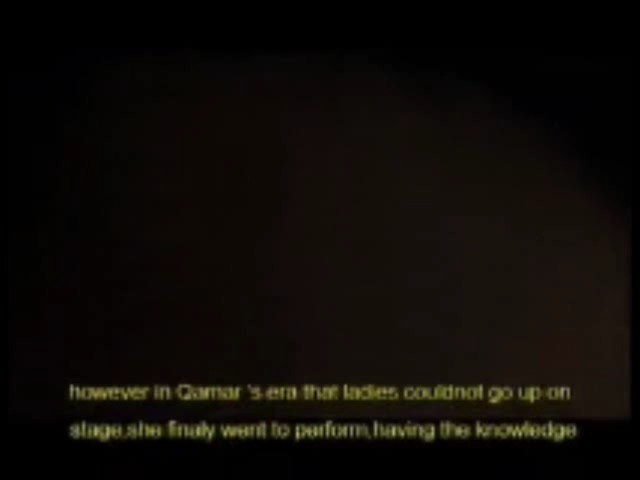 however in Qamar 's era that ladies couldnot go up on
stage,she finaly went to perform,having the knowledge